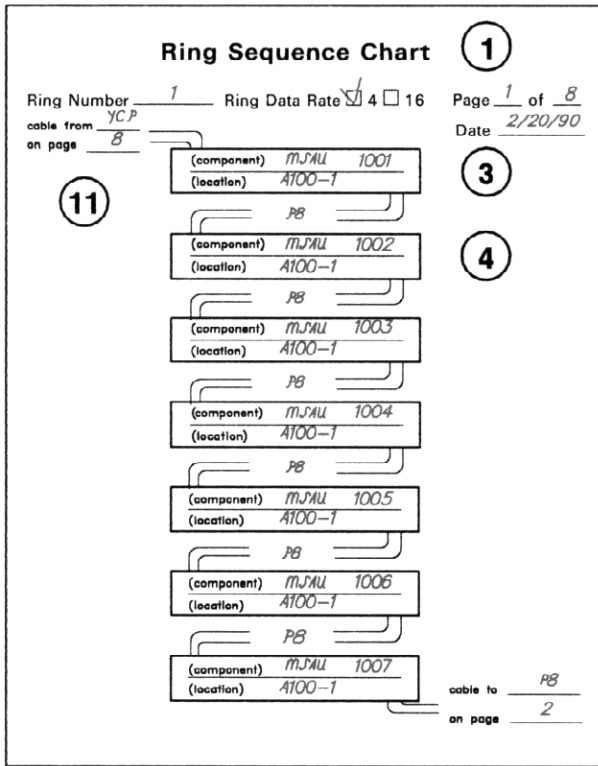 Ring Sequence Chart 1
Ring Number 1 Ring Data Rate ☑ 4 ☐ 16 Page 1 of 8
cable from YCP Date 2/20/90
on page 8
(component) MSAU 1001
(location) A100-1
3
11
P8
(component) MSAU 1002
(location) A100-1
4
P8
(component) MSAU 1003
(location) A100-1
P8
(component) MSAU 1004
(location) A100-1
P8
(component) MSAU 1005
(location) A100-1
P8
(component) MSAU 1006
(location) A100-1
P8
(component) MSAU 1007
(location) A100-1
cable to P8
on page 2